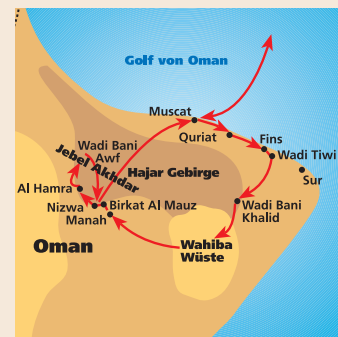 Golf von Oman
Muscat
Quriat
Fins
Wadi Tiwi
Sur
Wadi Bani
Awf
Jebel Akhdar
Hajar Gebirge
Al Hamra
Nizwa
Birkat Al Mauz
Manah
Wadi Bani
Khalid
Oman
Wahiba
Wüste